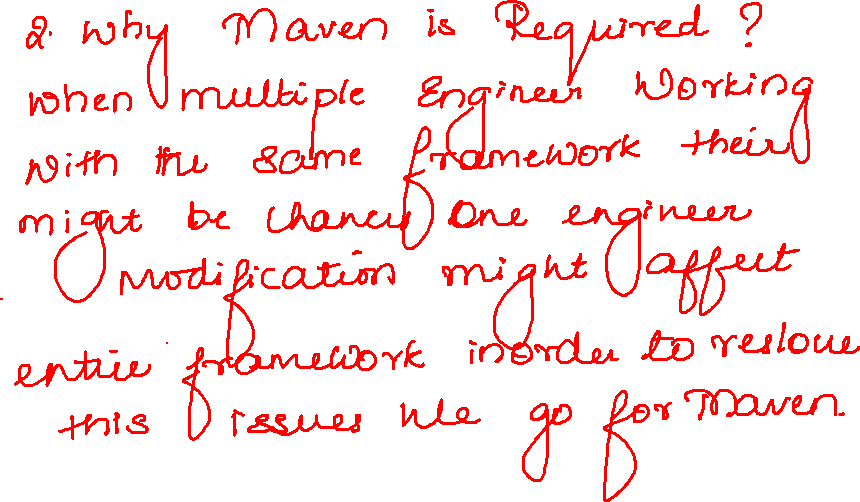 2. Why Maven is Required ?
when multiple Engineer Working
with the same framework their
might be chances one engineer
modification might affect
entire framework inorder to reslove
this issues we go for Maven.